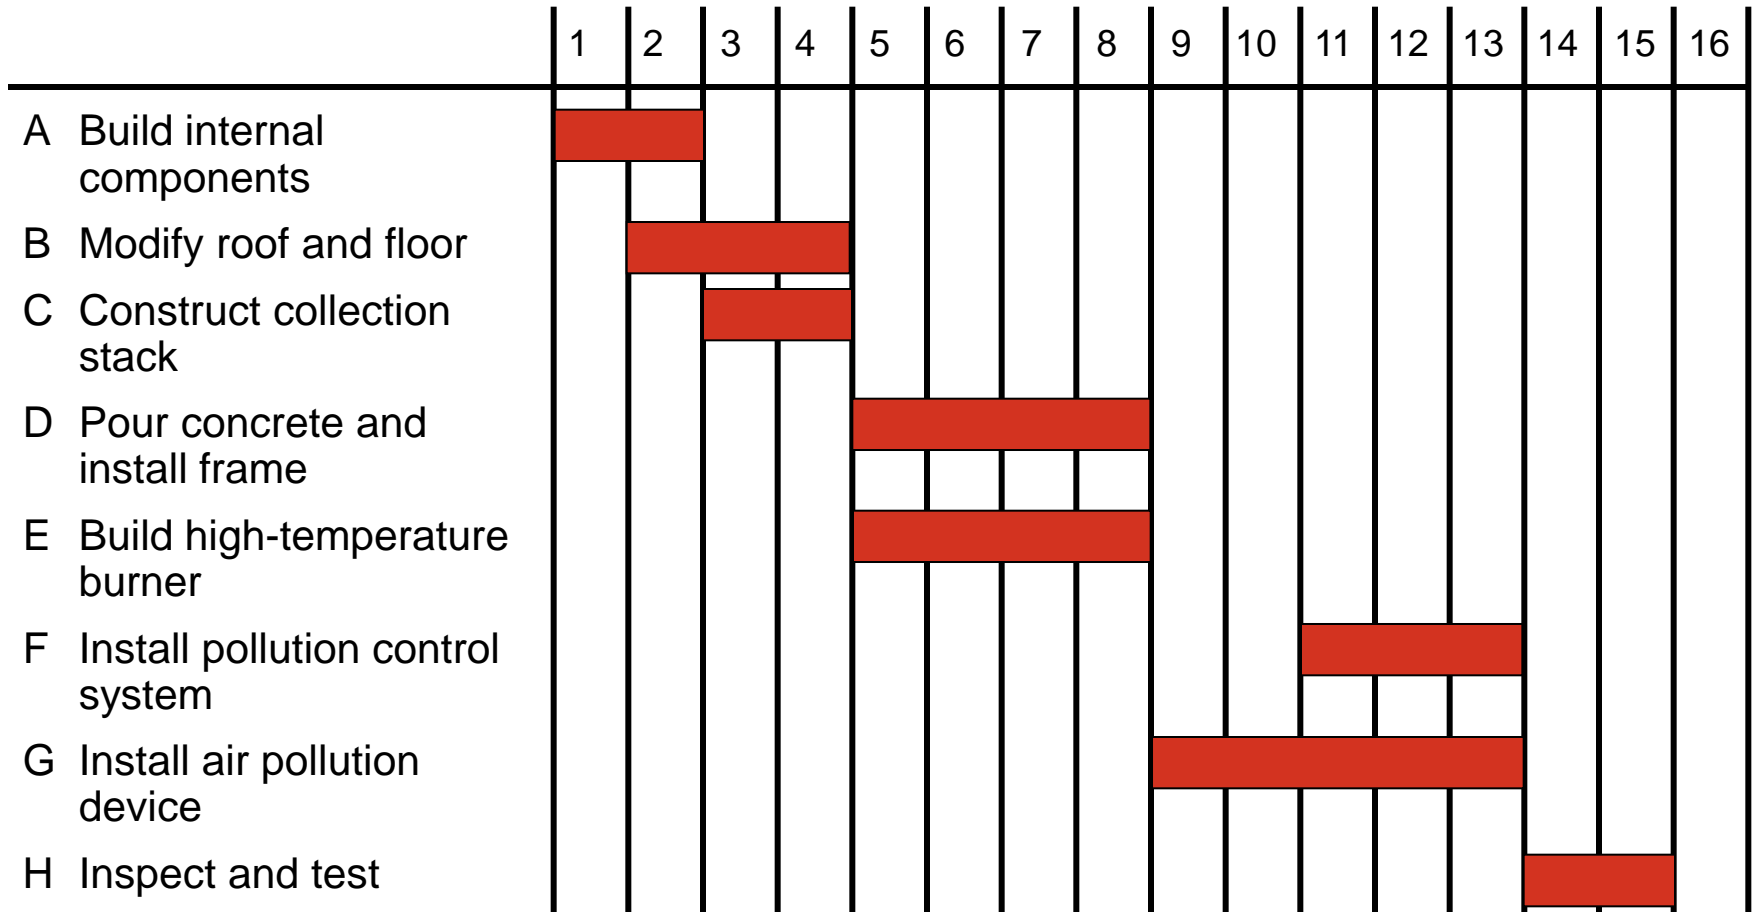 1 2 3 4 5 6 7 8 9 10 11 12 13 14 15 16
A Build internal
components
B Modify roof and floor
C Construct collection
stack
D Pour concrete and
install frame
E Build high-temperature
burner
F Install pollution control
system
G Install air pollution
device
H Inspect and test